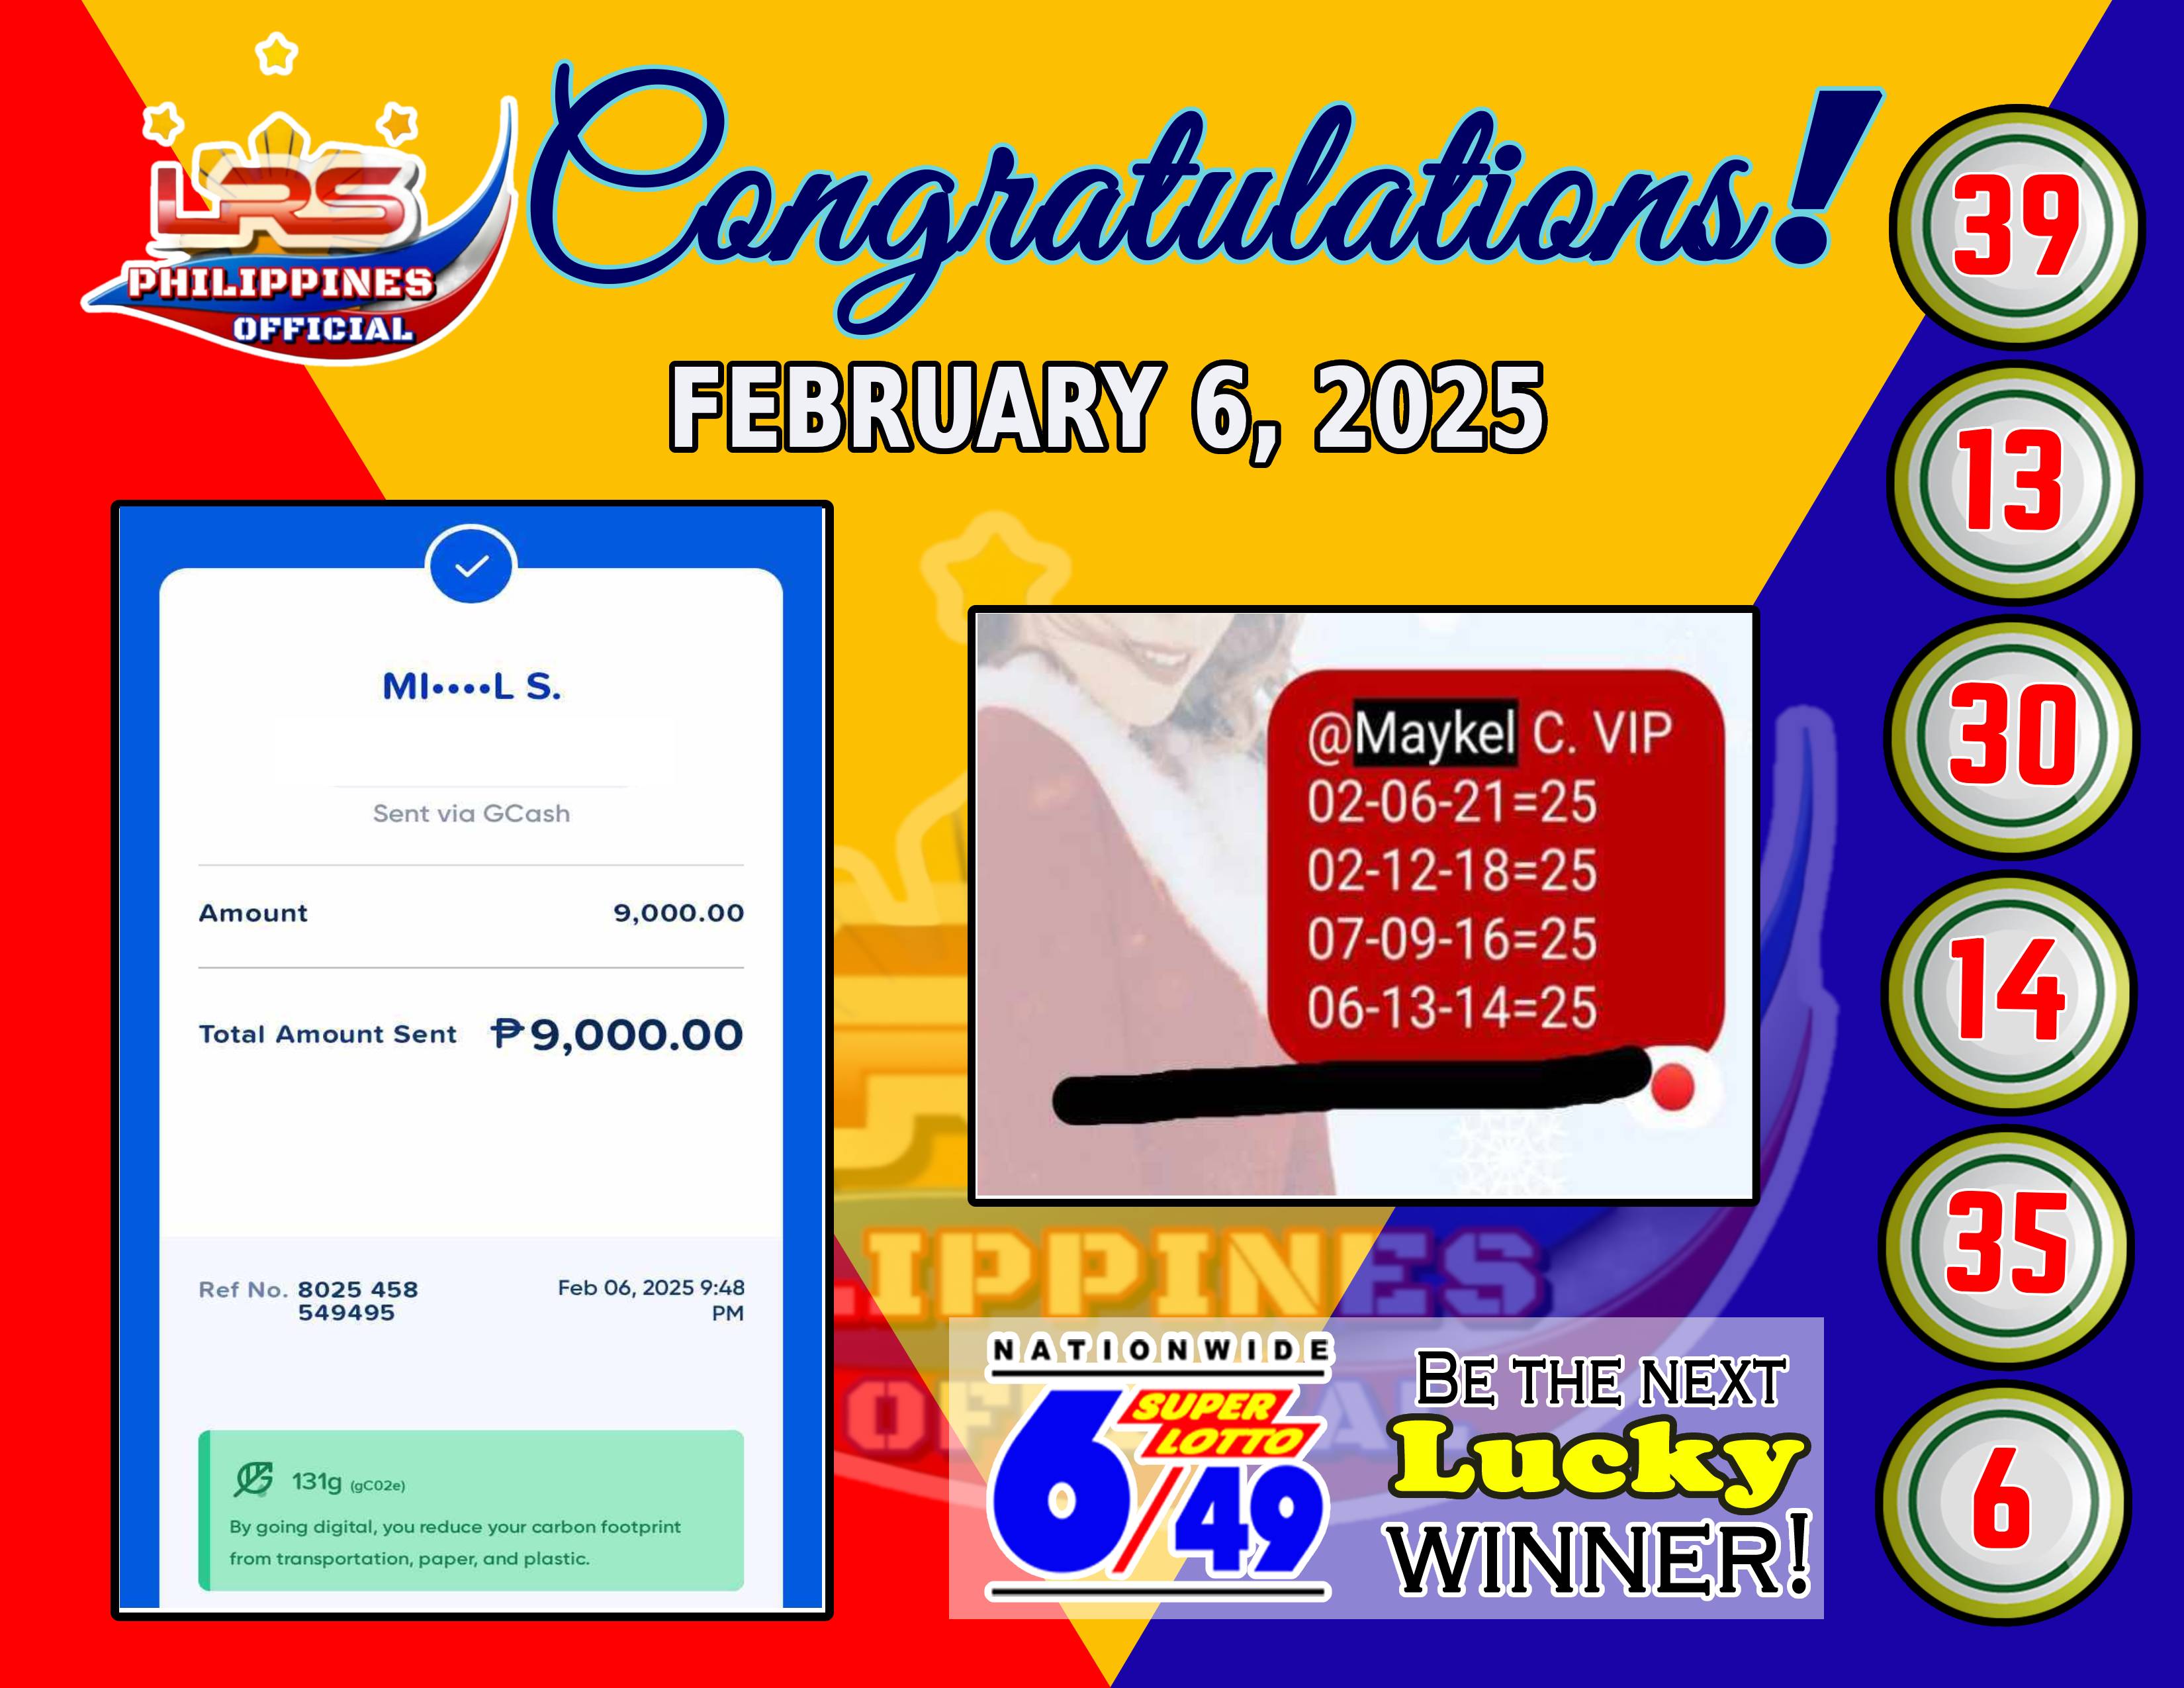 LRS
PHILIPPINES
OFFICIAL
Congratulations!
FEBRUARY 6, 2025
MI••••L S.
Sent via GCash
Amount 9,000.00
Total Amount Sent ₱9,000.00
Ref No. 8025 458
549495
Feb 06, 2025 9:48
PM
131g (gC02e)
By going digital, you reduce your carbon footprint
from transportation, paper, and plastic.
@Maykel C. VIP
02-06-21=25
02-12-18=25
07-09-16=25
06-13-14=25
LIPPINES
NATIONWIDE
SUPER
LOTTO
6/49
BE THE NEXT
Lucky
WINNER!
39
13
30
14
35
6